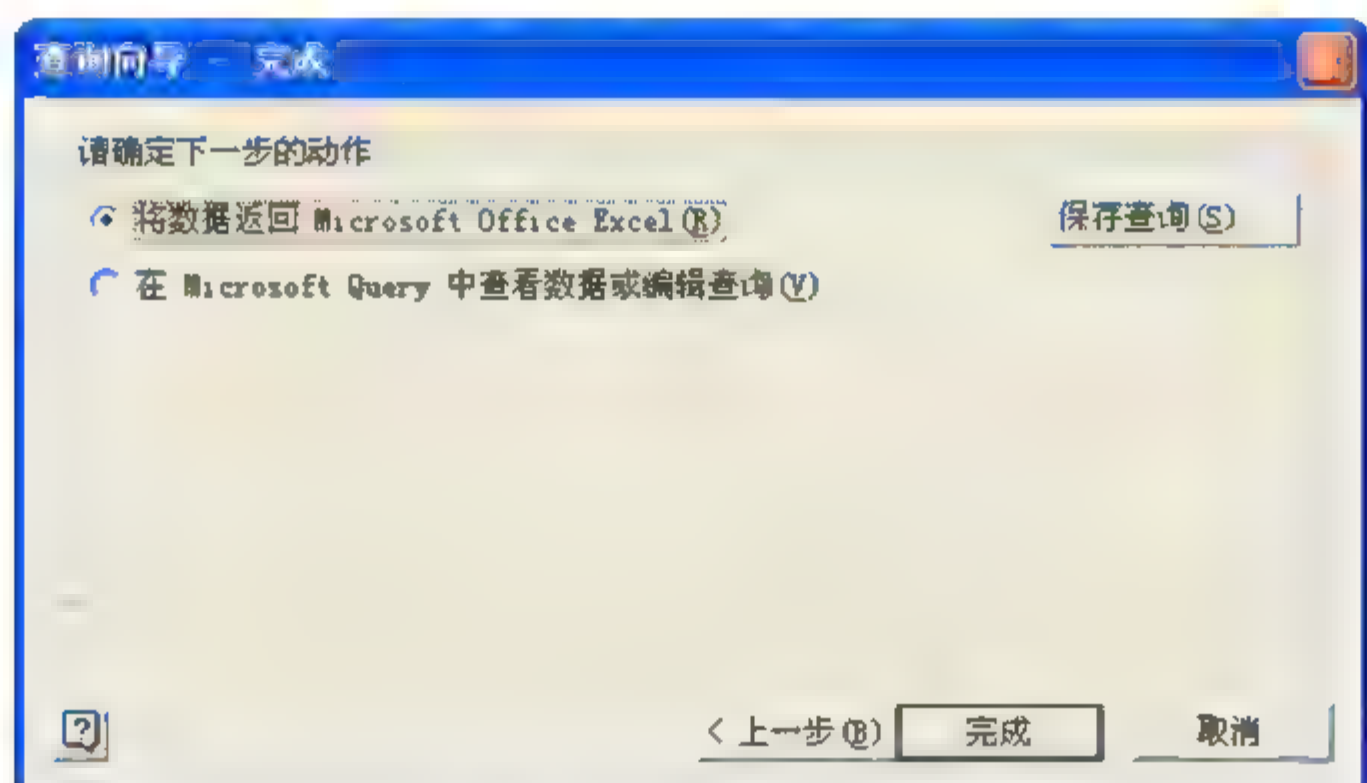 查询向导 - 完成
请确定下一步的动作
将数据返回 Microsoft Office Excel(R)
保存查询(S)
在 Microsoft Query 中查看数据或编辑查询(V)
?
< 上一步(B)
完成
取消